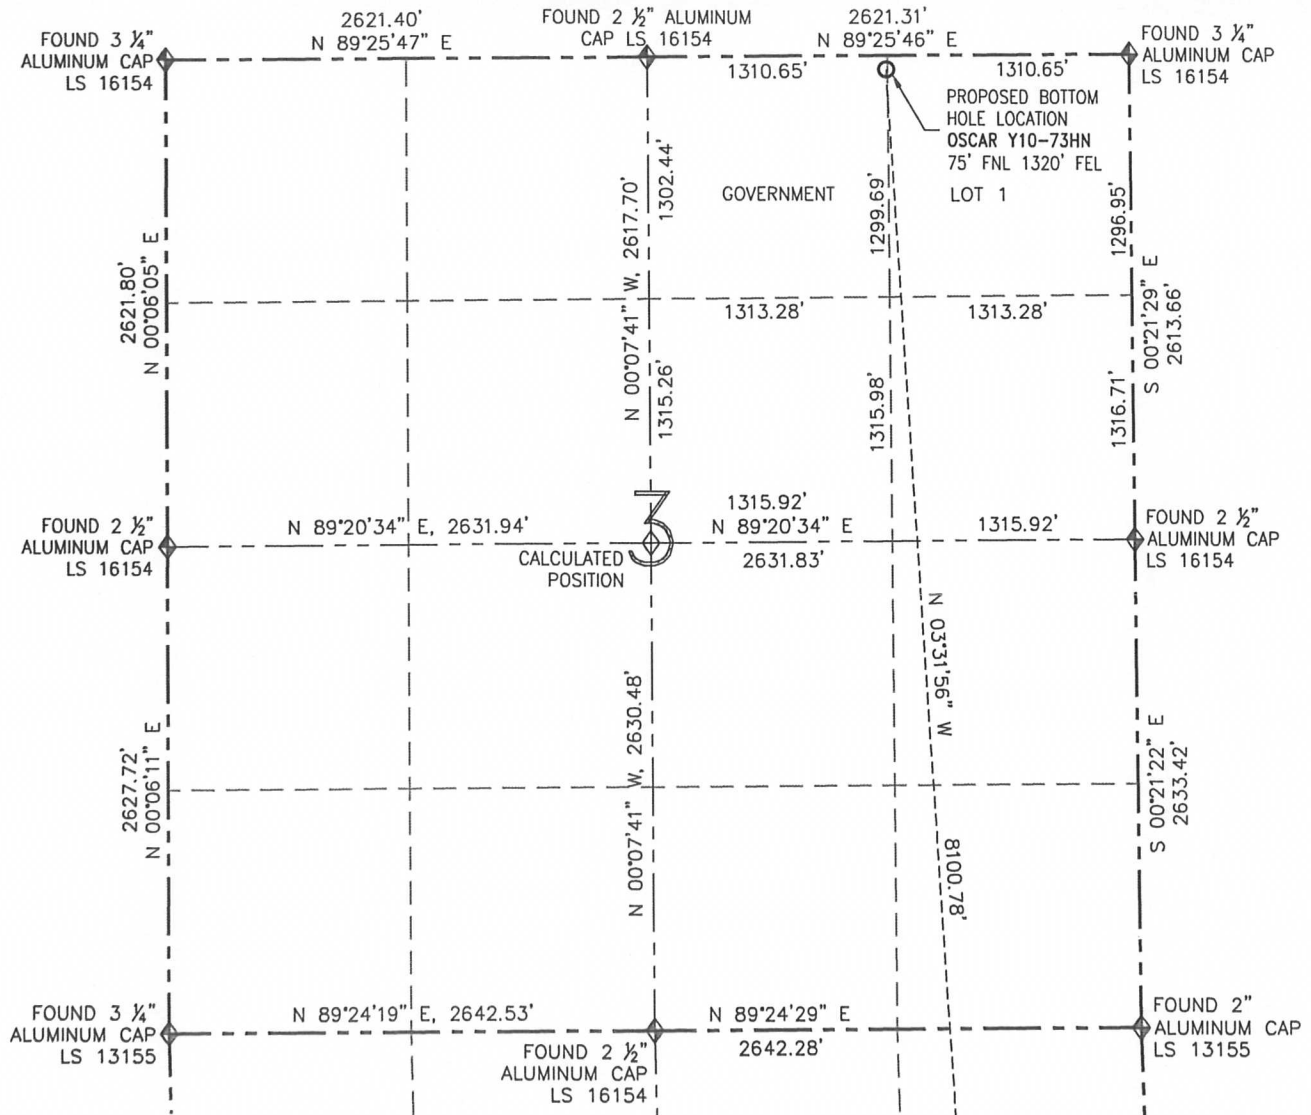 2621.40'
N 89°25'47" E
FOUND 3 ¼"
ALUMINUM CAP
LS 16154
FOUND 2 ½" ALUMINUM
CAP LS 16154
2621.31'
N 89°25'46" E
1310.65'
1310.65'
FOUND 3 ¼"
ALUMINUM CAP
LS 16154
PROPOSED BOTTOM
HOLE LOCATION
OSCAR Y10-73HN
75' FNL 1320' FEL
GOVERNMENT
LOT 1
2621.80'
N 00°06'05" E
N 00°07'41" W, 2617.70'
1302.44'
1315.26'
1299.69'
1315.98'
1296.95'
1316.71'
S 00°21'29" E
2613.66'
1313.28'
1313.28'
FOUND 2 ½"
ALUMINUM CAP
LS 16154
N 89°20'34" E, 2631.94'
3
CALCULATED
POSITION
1315.92'
N 89°20'34" E
2631.83'
1315.92'
FOUND 2 ½"
ALUMINUM CAP
LS 16154
2627.72'
N 00°06'11" E
N 00°07'41" W, 2630.48'
N 03°31'56" W
8100.78'
S 00°21'22" E
2633.42'
FOUND 3 ¼"
ALUMINUM CAP
LS 13155
N 89°24'19" E, 2642.53'
FOUND 2 ½"
ALUMINUM CAP
LS 16154
N 89°24'29" E
2642.28'
FOUND 2"
ALUMINUM CAP
LS 13155